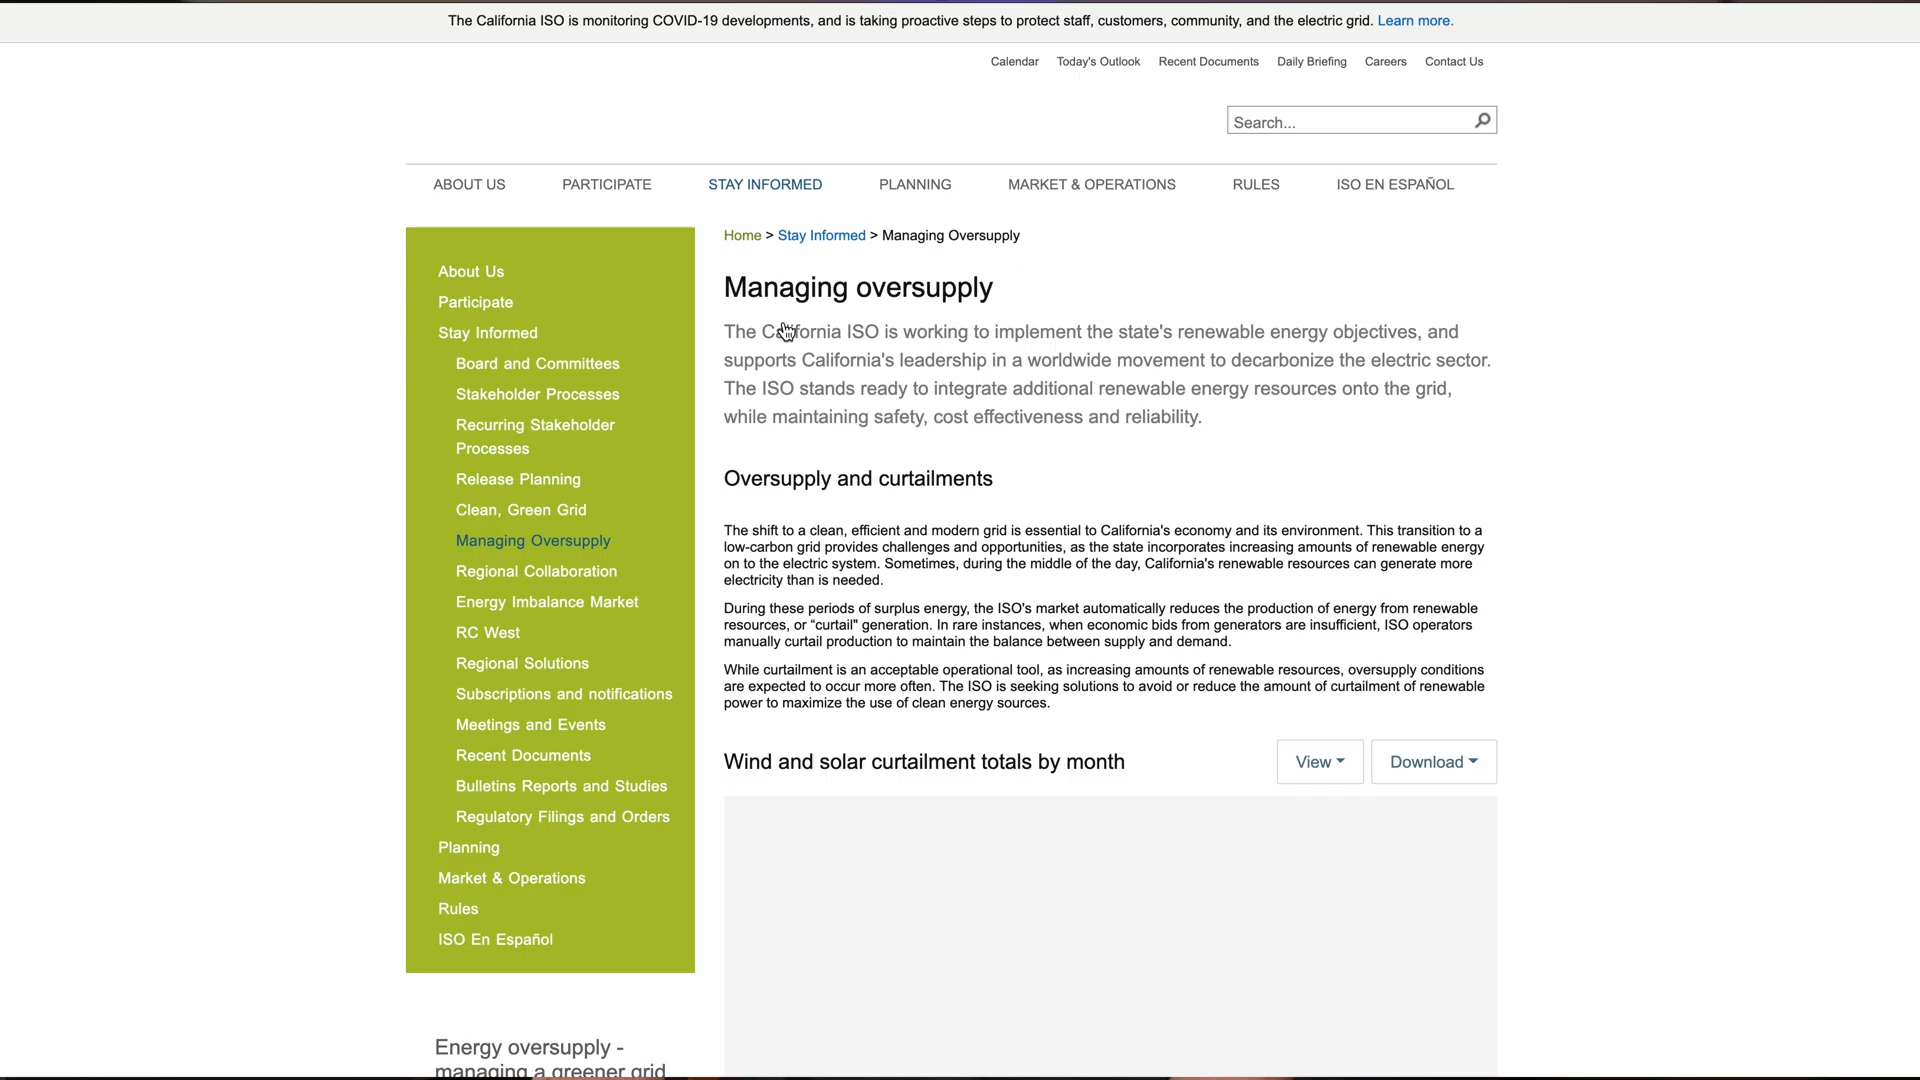 The California ISO is monitoring COVID-19 developments, and is taking proactive steps to protect staff, customers, community, and the electric grid. Learn more.
Calendar Today's Outlook Recent Documents Daily Briefing Careers Contact Us
Search...
ABOUT US PARTICIPATE STAY INFORMED PLANNING MARKET & OPERATIONS RULES ISO EN ESPAÑOL
About Us
Participate
Stay Informed
Board and Committees
Stakeholder Processes
Recurring Stakeholder
Processes
Release Planning
Clean, Green Grid
Managing Oversupply
Regional Collaboration
Energy Imbalance Market
RC West
Regional Solutions
Subscriptions and notifications
Meetings and Events
Recent Documents
Bulletins Reports and Studies
Regulatory Filings and Orders
Planning
Market & Operations
Rules
ISO En Español
Energy oversupply -
managing a greener grid
Home > Stay Informed > Managing Oversupply
Managing oversupply
The California ISO is working to implement the state's renewable energy objectives, and
supports California's leadership in a worldwide movement to decarbonize the electric sector.
The ISO stands ready to integrate additional renewable energy resources onto the grid,
while maintaining safety, cost effectiveness and reliability.
Oversupply and curtailments
The shift to a clean, efficient and modern grid is essential to California's economy and its environment. This transition to a
low-carbon grid provides challenges and opportunities, as the state incorporates increasing amounts of renewable energy
on to the electric system. Sometimes, during the middle of the day, California's renewable resources can generate more
electricity than is needed.
During these periods of surplus energy, the ISO's market automatically reduces the production of energy from renewable
resources, or “curtail" generation. In rare instances, when economic bids from generators are insufficient, ISO operators
manually curtail production to maintain the balance between supply and demand.
While curtailment is an acceptable operational tool, as increasing amounts of renewable resources, oversupply conditions
are expected to occur more often. The ISO is seeking solutions to avoid or reduce the amount of curtailment of renewable
power to maximize the use of clean energy sources.
Wind and solar curtailment totals by month View Download